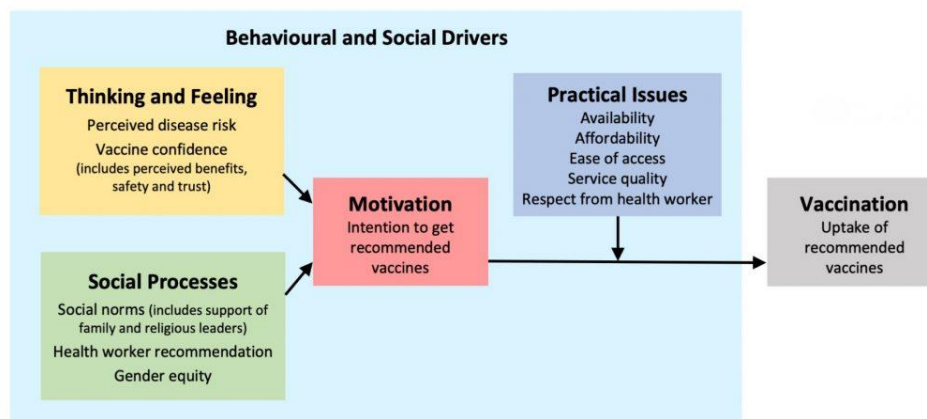 Behavioural and Social Drivers
Thinking and Feeling
Perceived disease risk
Vaccine confidence
(includes perceived benefits,
safety and trust)
Social Processes
Social norms (includes support of
family and religious leaders)
Health worker recommendation
Gender equity
Motivation
Intention to get
recommended
vaccines
Practical Issues
Availability
Affordability
Ease of access
Service quality
Respect from health worker
Vaccination
Uptake of
recommended
vaccines